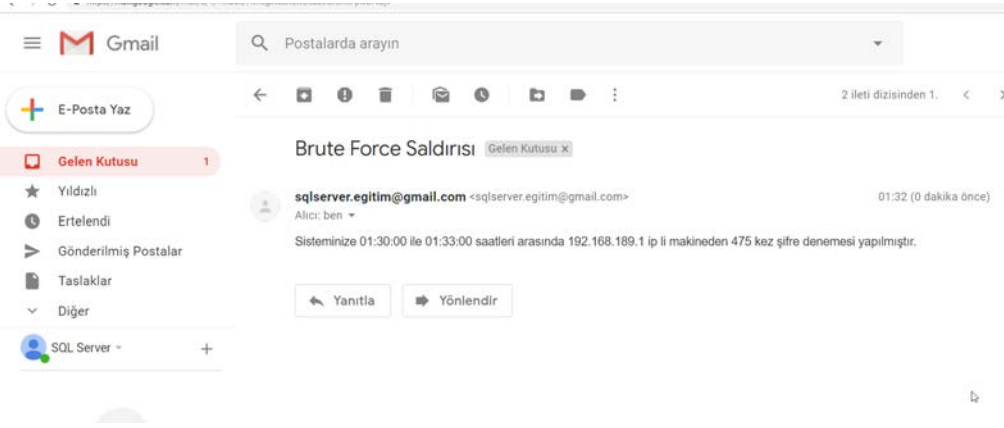 Gmail
Postalarda arayın
E-Posta Yaz
2 ileti dizisinden 1.
Brute Force Saldırısı Gelen Kutusu x
Gelen Kutusu 1
Yıldızlı
Ertelendi
Gönderilmiş Postalar
Taslaklar
Diğer
SQL Server
sqlserver.egitim@gmail.com <sqlserver.egitim@gmail.com> 01:32 (0 dakika önce)
Alıcı: ben
Sisteminize 01:30:00 ile 01:33:00 saatleri arasında 192.168.189.1 ip li makineden 475 kez şifre denemesi yapılmıştır.
Yanıtla Yönlendir